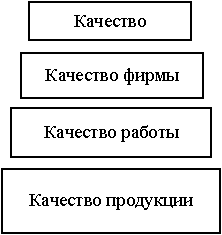 Качество
Качество фирмы
Качество работы
Качество продукции